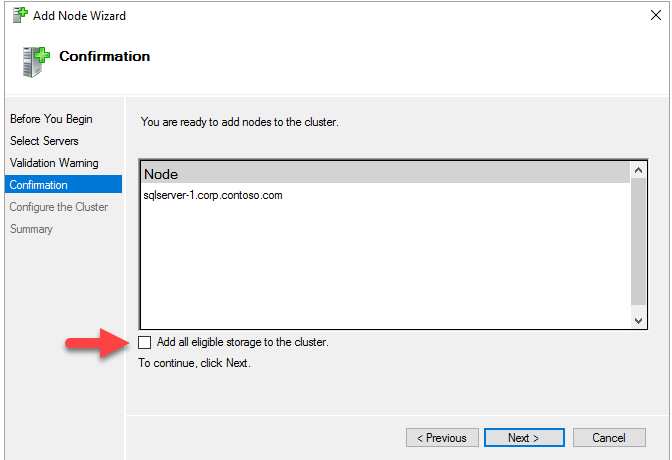 Add Node Wizard
Confirmation
Before You Begin
Select Servers
Validation Warning
Confirmation
Configure the Cluster
Summary
You are ready to add nodes to the cluster.
Node
sqlserver-1.corp.contoso.com
Add all eligible storage to the cluster.
To continue, click Next.
< Previous
Next >
Cancel